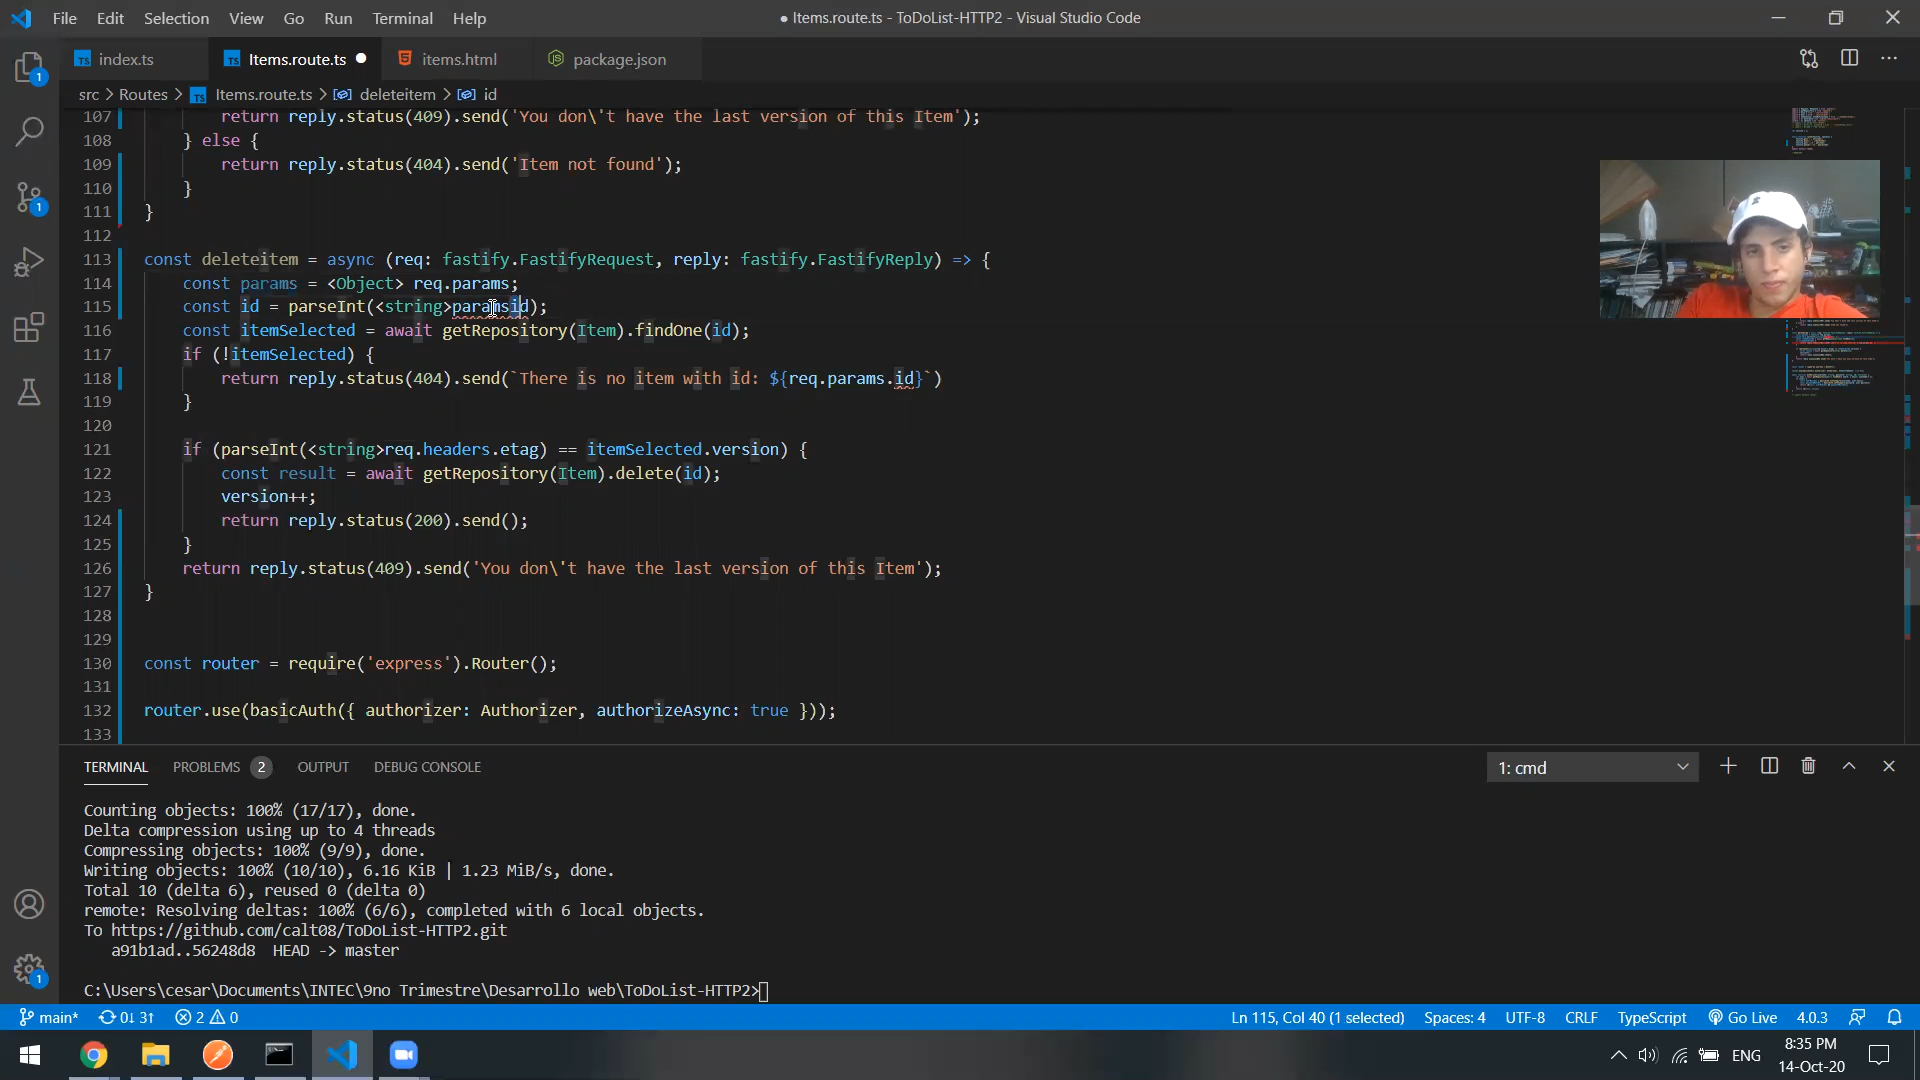 File Edit Selection View Go Run Terminal Help
● Items.route.ts - ToDoList-HTTP2 - Visual Studio Code
TS index.ts
TS Items.route.ts ●
items.html
package.json
src > Routes > TS Items.route.ts > deleteitem > id
107 return reply.status(409).send('You don\'t have the last version of this Item');
108 } else {
109 return reply.status(404).send('Item not found');
110 }
111 }
112
113 const deleteitem = async (req: fastify.FastifyRequest, reply: fastify.FastifyReply) => {
114 const params = <Object> req.params;
115 const id = parseInt(<string>paramsid);
116 const itemSelected = await getRepository(Item).findOne(id);
117 if (!itemSelected) {
118 return reply.status(404).send(`There is no item with id: ${req.params.id}`)
119 }
120
121 if (parseInt(<string>req.headers.etag) == itemSelected.version) {
122 const result = await getRepository(Item).delete(id);
123 version++;
124 return reply.status(200).send();
125 }
126 return reply.status(409).send('You don\'t have the last version of this Item');
127 }
128
129
130 const router = require('express').Router();
131
132 router.use(basicAuth({ authorizer: Authorizer, authorizeAsync: true }));
133
TERMINAL PROBLEMS 2 OUTPUT DEBUG CONSOLE
1: cmd
Counting objects: 100% (17/17), done.
Delta compression using up to 4 threads
Compressing objects: 100% (9/9), done.
Writing objects: 100% (10/10), 6.16 KiB | 1.23 MiB/s, done.
Total 10 (delta 6), reused 0 (delta 0)
remote: Resolving deltas: 100% (6/6), completed with 6 local objects.
To https://github.com/calt08/ToDoList-HTTP2.git
a91b1ad..56248d8 HEAD -> master
C:\Users\cesar\Documents\INTEC\9no Trimestre\Desarrollo web\ToDoList-HTTP2>
main* 0↓ 3↑ 2 0
Ln 115, Col 40 (1 selected) Spaces: 4 UTF-8 CRLF TypeScript Go Live 4.0.3
ENG
8:35 PM
14-Oct-20